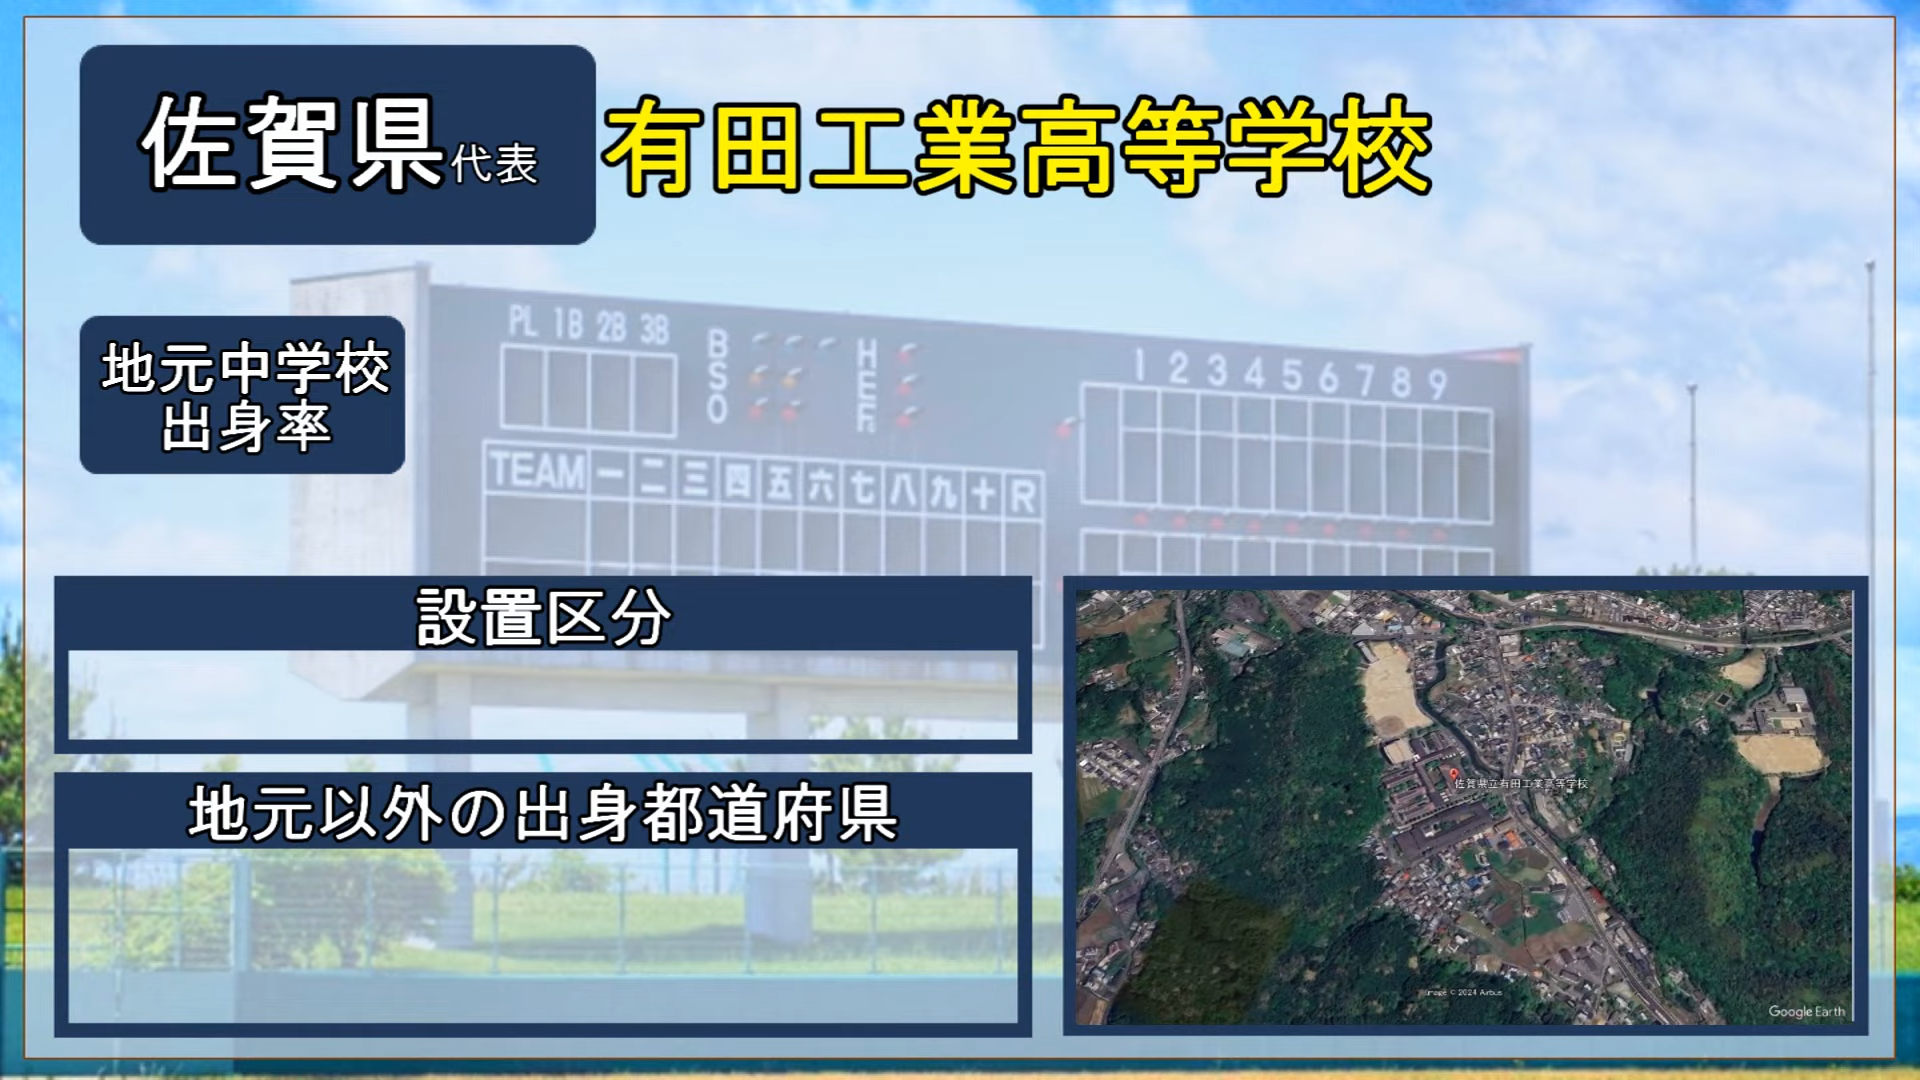 佐賀県代表 有田工業高等学校
地元中学校
出身率
PL 1B 2B 3B
B
S
O
H
E
FC
1 2 3 4 5 6 7 8 9
TEAM 一 二 三 四 五 六 七 八 九 十 R
設置区分
地元以外の出身都道府県
佐賀県立有田工業高等学校
Image © 2024 Airbus
Google Earth